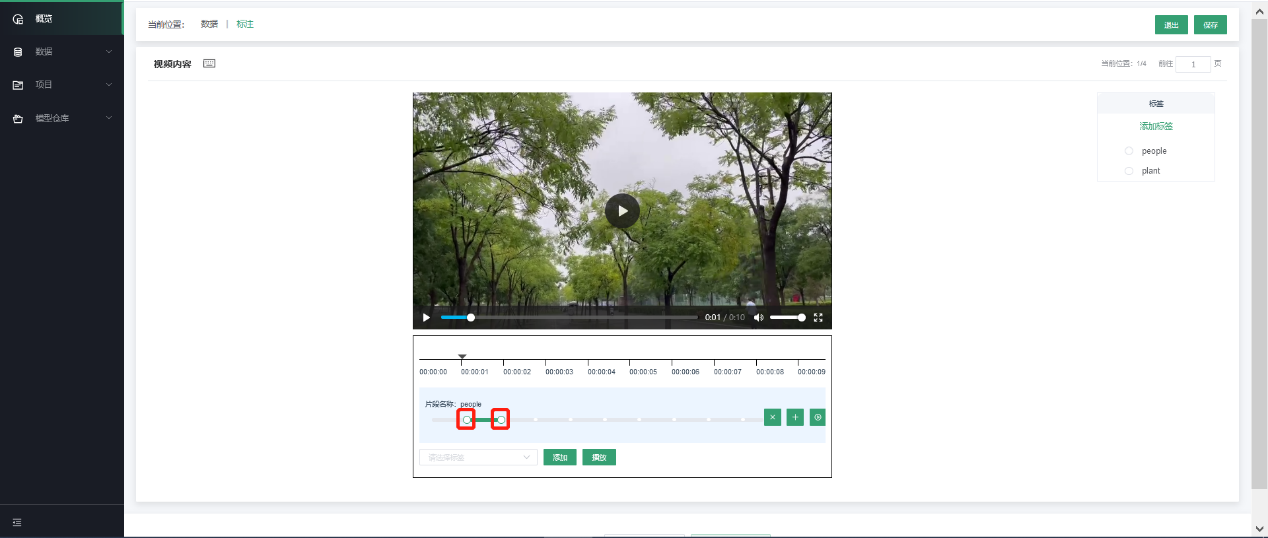 概览
数据
项目
模型仓库
当前位置： 数据 | 标注
退出 保存
视频内容
当前位置：1/4 前往 1 页
标签
添加标签
people
plant
0:01 / 0:10
00:00:00 00:00:01 00:00:02 00:00:03 00:00:04 00:00:05 00:00:06 00:00:07 00:00:08 00:00:09
片段名称：people
请选择标签 添加 播放